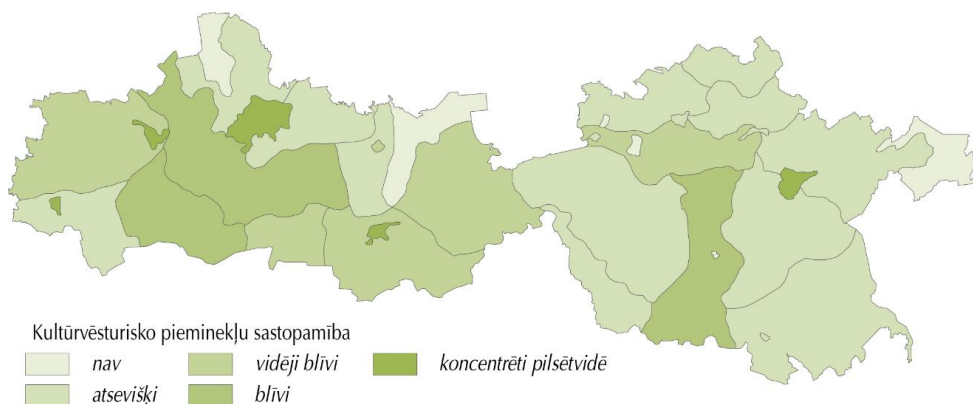 Kultūrvēsturisko pieminekļu sastopamība
nav vidēji blīvi koncentrēti pilsētvidē
atsevišķi blīvi